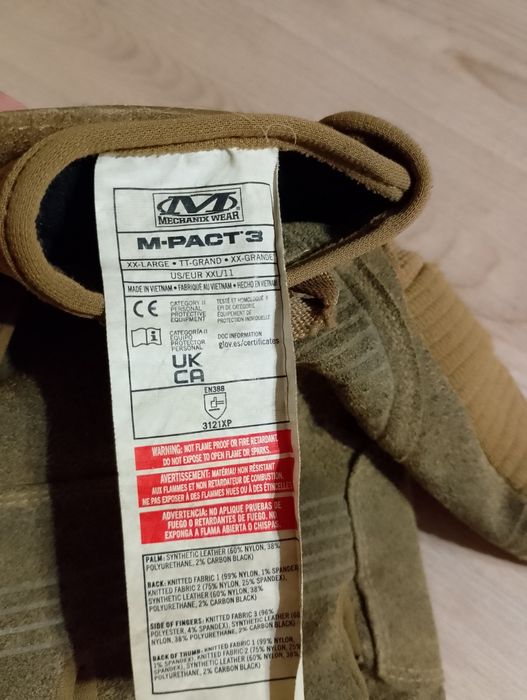 M
MECHANIX WEAR
M-PACT 3
XX-LARGE • TT-GRAND • XX-GRANDE
US/EUR XXL/11
MADE IN VIETNAM • FABRIQUÉ AU VIETNAM • HECHO EN VIETNAM
CE
CATEGORY II
PERSONAL
PROTECTIVE
EQUIPMENT
TESTÉ ET HOMOLOGUÉ À
EPI DE CATÉGORIE
ÉQUIPEMENT DE
PROTECTION INDIVIDUELLE
i
CATEGORÍA II
EQUIPO
PROTECTOR
PERSONAL
DOC INFORMATION
glov.es/certificates
UK
CA
EN388
3121XP
WARNING: NOT FLAME PROOF OR FIRE RETARDANT.
DO NOT EXPOSE TO OPEN FLAME OR SPARKS.
AVERTISSEMENT: MATÉRIAU NON RÉSISTANT
AUX FLAMMES ET NON RETARDATEUR DE COMBUSTION.
NE PAS EXPOSER À DES FLAMMES NUES OU À DES ÉTINCELLES
ADVERTENCIA: NO APLIQUE PRUEBAS DE
FUEGO O RETARDANTES DE FUEGO. NO
EXPONGA A FLAMA ABIERTA O CHISPAS.
PALM: SYNTHETIC LEATHER (60% NYLON, 38%
POLYURETHANE, 2% CARBON BLACK)
BACK: KNITTED FABRIC 1 (99% NYLON, 1% SPANDEX)
KNITTED FABRIC 2 (75% NYLON, 25% SPANDEX),
SYNTHETIC LEATHER (60% NYLON, 38%
POLYURETHANE, 2% CARBON BLACK)
SIDE OF FINGERS: KNITTED FABRIC 3 (96%
POLYESTER, 4% SPANDEX), SYNTHETIC LEATHER (60
NYLON, 38% POLYURETHANE, 2% CARBON BLACK)
BACK OF THUMB: KNITTED FABRIC 1 (99% NYLON,
1% SPANDEX), KNITTED FABRIC 2 (75% NYLON, 25%
SPANDEX), SYNTHETIC LEATHER (60% NYLON, 38%
POLYURETHANE, 2% CARBON BLACK)